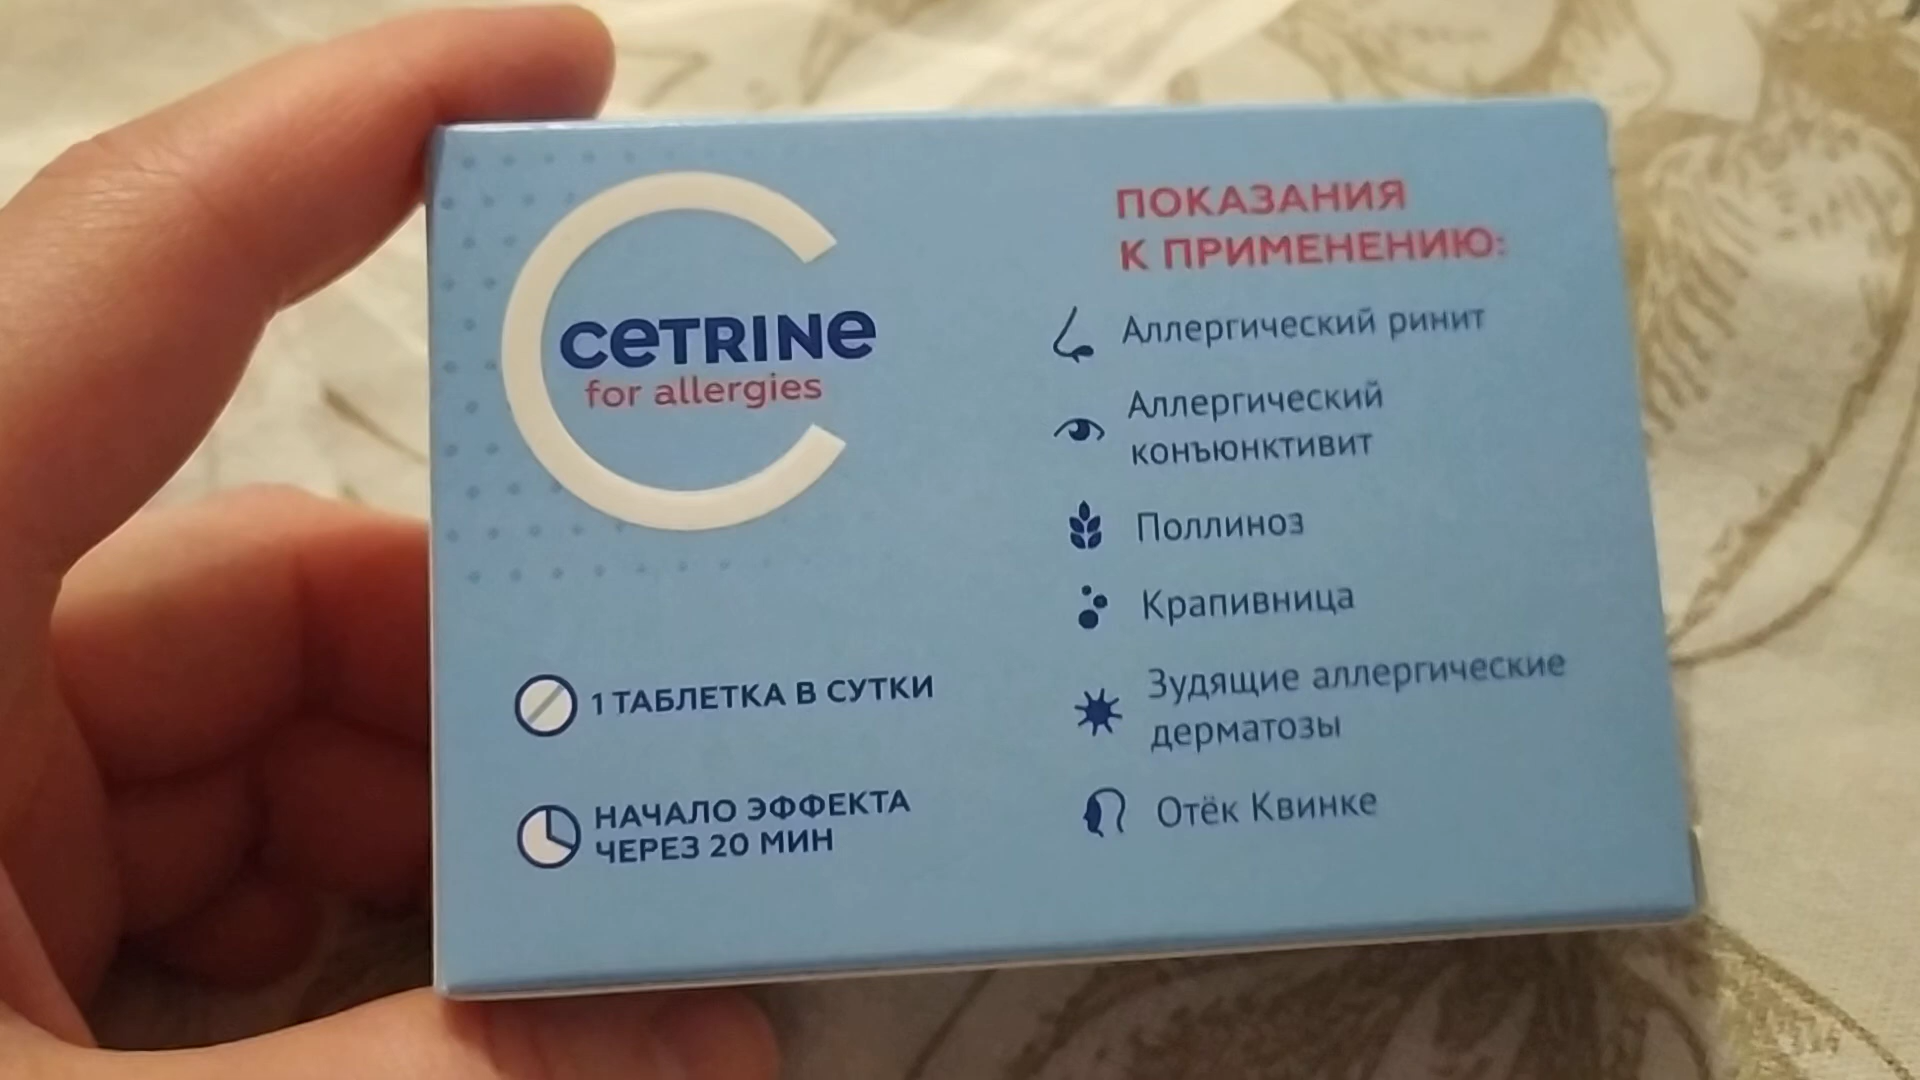 CETRINE
for allergies
1 ТАБЛЕТКА В СУТКИ
НАЧАЛО ЭФФЕКТА
ЧЕРЕЗ 20 МИН
ПОКАЗАНИЯ
К ПРИМЕНЕНИЮ:
Аллергический ринит
Аллергический
конъюнктивит
Поллиноз
Крапивница
Зудящие аллергические
дерматозы
Отёк Квинке